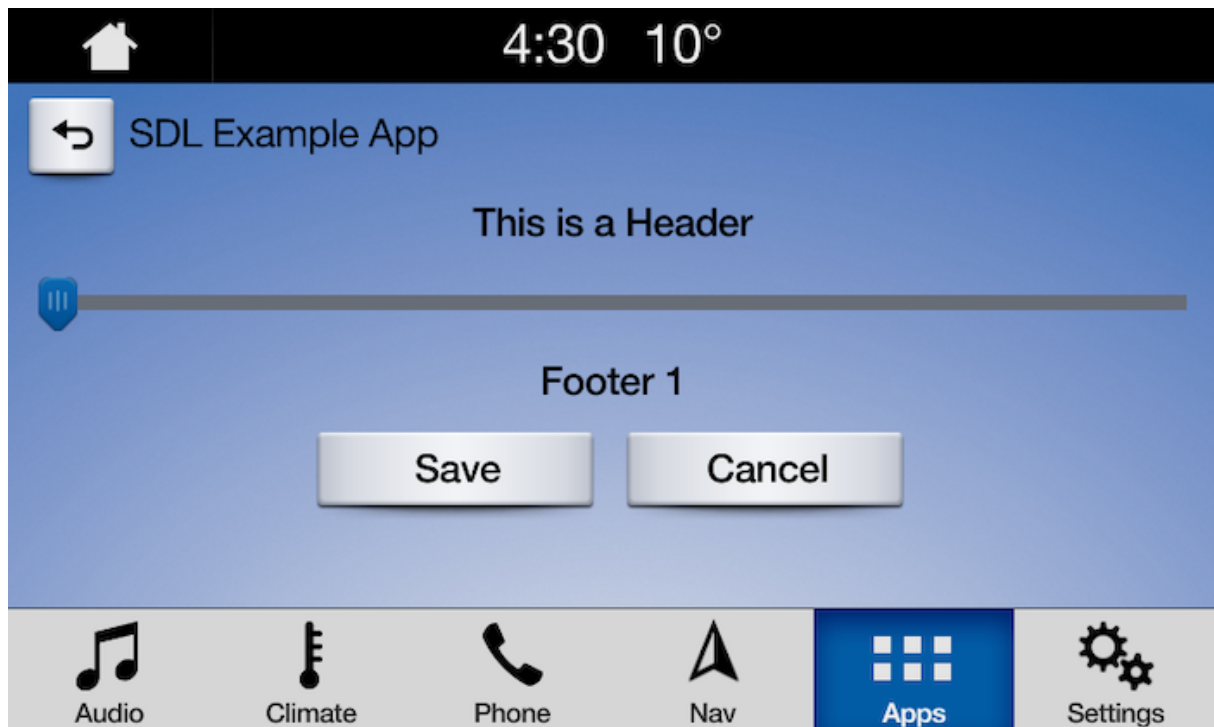 4:30 10°
SDL Example App
This is a Header
Footer 1
Save Cancel
Audio Climate Phone Nav Apps Settings